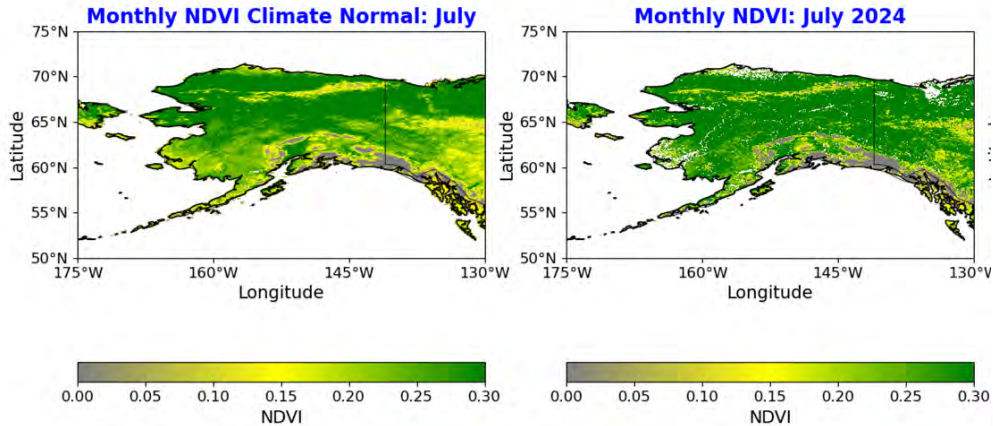 Monthly NDVI Climate Normal: July
75°N
70°N
65°N
60°N
55°N
50°N
Latitude
175°W
160°W
145°W
130°W
Longitude
0.00
0.05
0.10
0.15
0.20
0.25
0.30
NDVI
Monthly NDVI: July 2024
75°N
70°N
65°N
60°N
55°N
50°N
Latitude
175°W
160°W
145°W
130°W
Longitude
0.00
0.05
0.10
0.15
0.20
0.25
0.30
NDVI